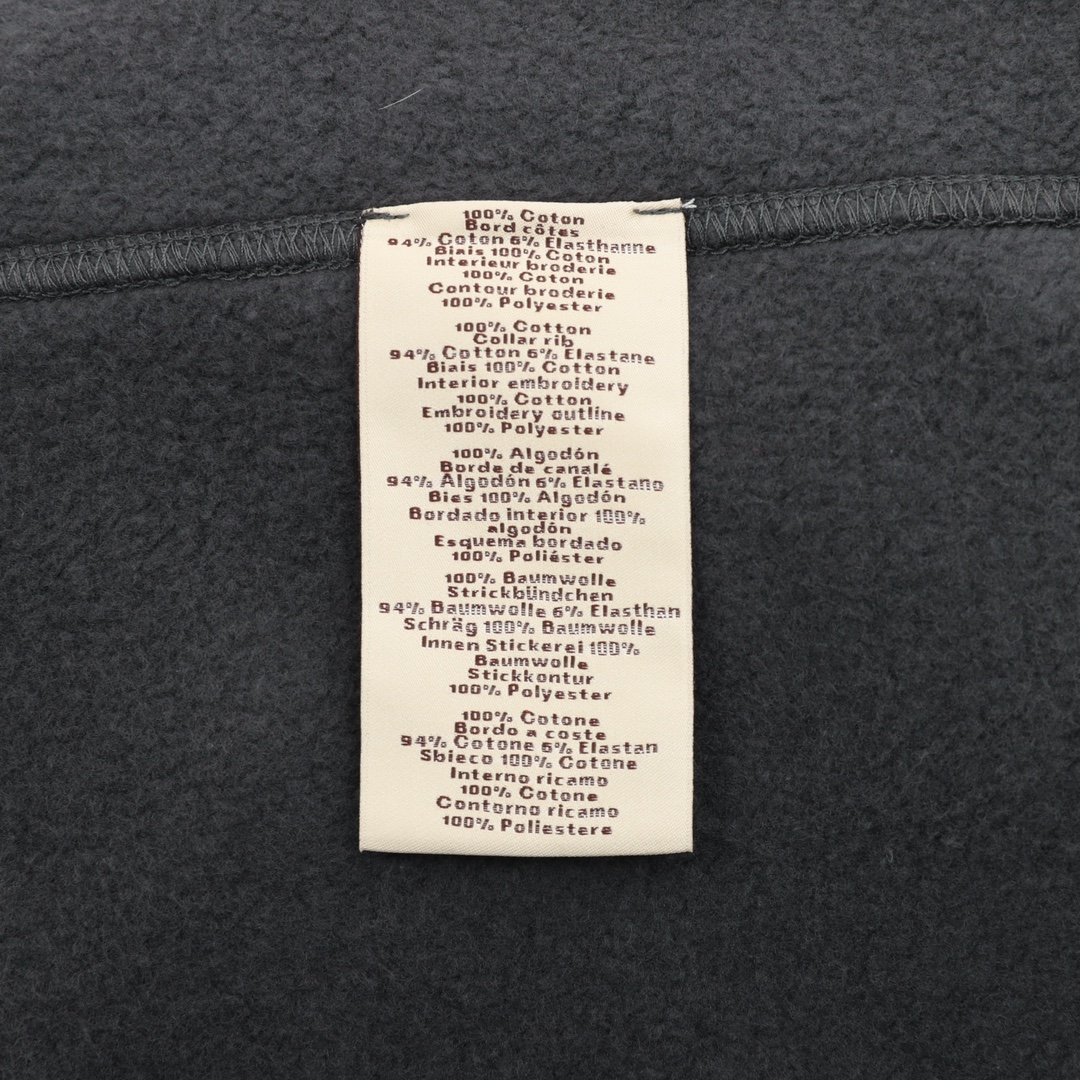 100% Coton
Bord côtes
94% Coton 6% Elasthanne
Biais 100% Coton
Interieur broderie
100% Coton
Contour broderie
100% Polyester
100% Cotton
Collar rib
94% Cotton 6% Elastane
Biais 100% Cotton
Interior embroidery
100% Cotton
Embroidery outline
100% Polyester
100% Algodón
Borde de canalé
94% Algodón 6% Elastano
Bies 100% Algodón
Bordado interior 100%
algodón
Esquema bordado
100% Poliéster
100% Baumwolle
Strickbündchen
94% Baumwolle 6% Elasthan
Schräg 100% Baumwolle
Innen Stickerei 100%
Baumwolle
Stickkontur
100% Polyester
100% Cotone
Bordo a coste
94% Cotone 6% Elastan
Sbieco 100% Cotone
Interno ricamo
100% Cotone
Contorno ricamo
100% Poliestere